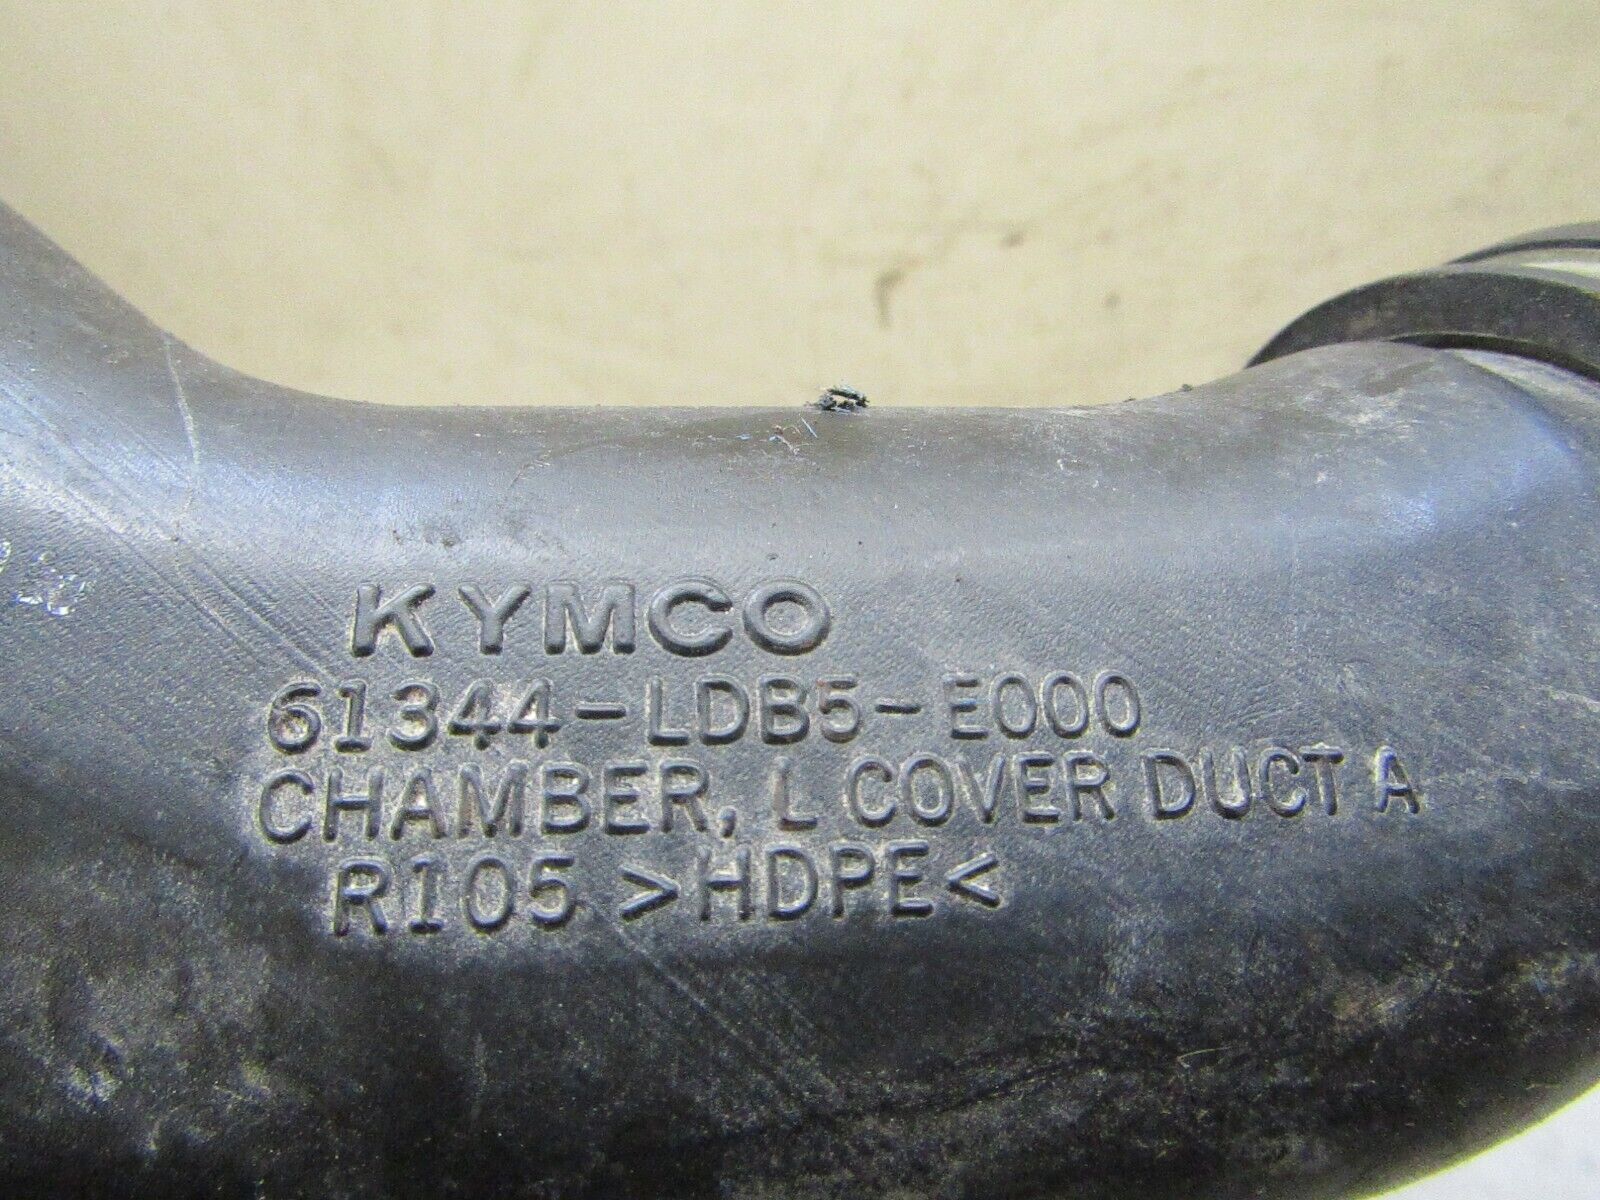 KYMCO
61344-LDB5-E000
CHAMBER, L COVER DUCT A
R105 >HDPE<